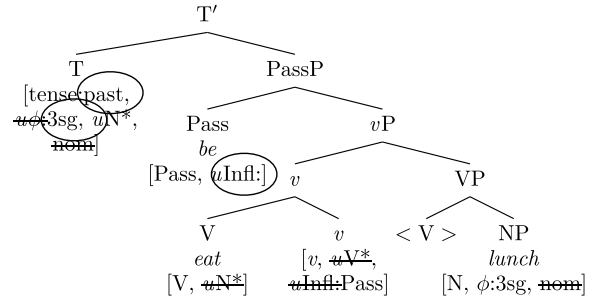 T′
T PassP
[tense:past,
uϕ:3sg, uN*, Pass vP
nom] be
[Pass, uInfl:] v VP
V v < V > NP
eat [v, uV*, lunch
[V, uN*] uInfl:Pass] [N, ϕ:3sg, nom]